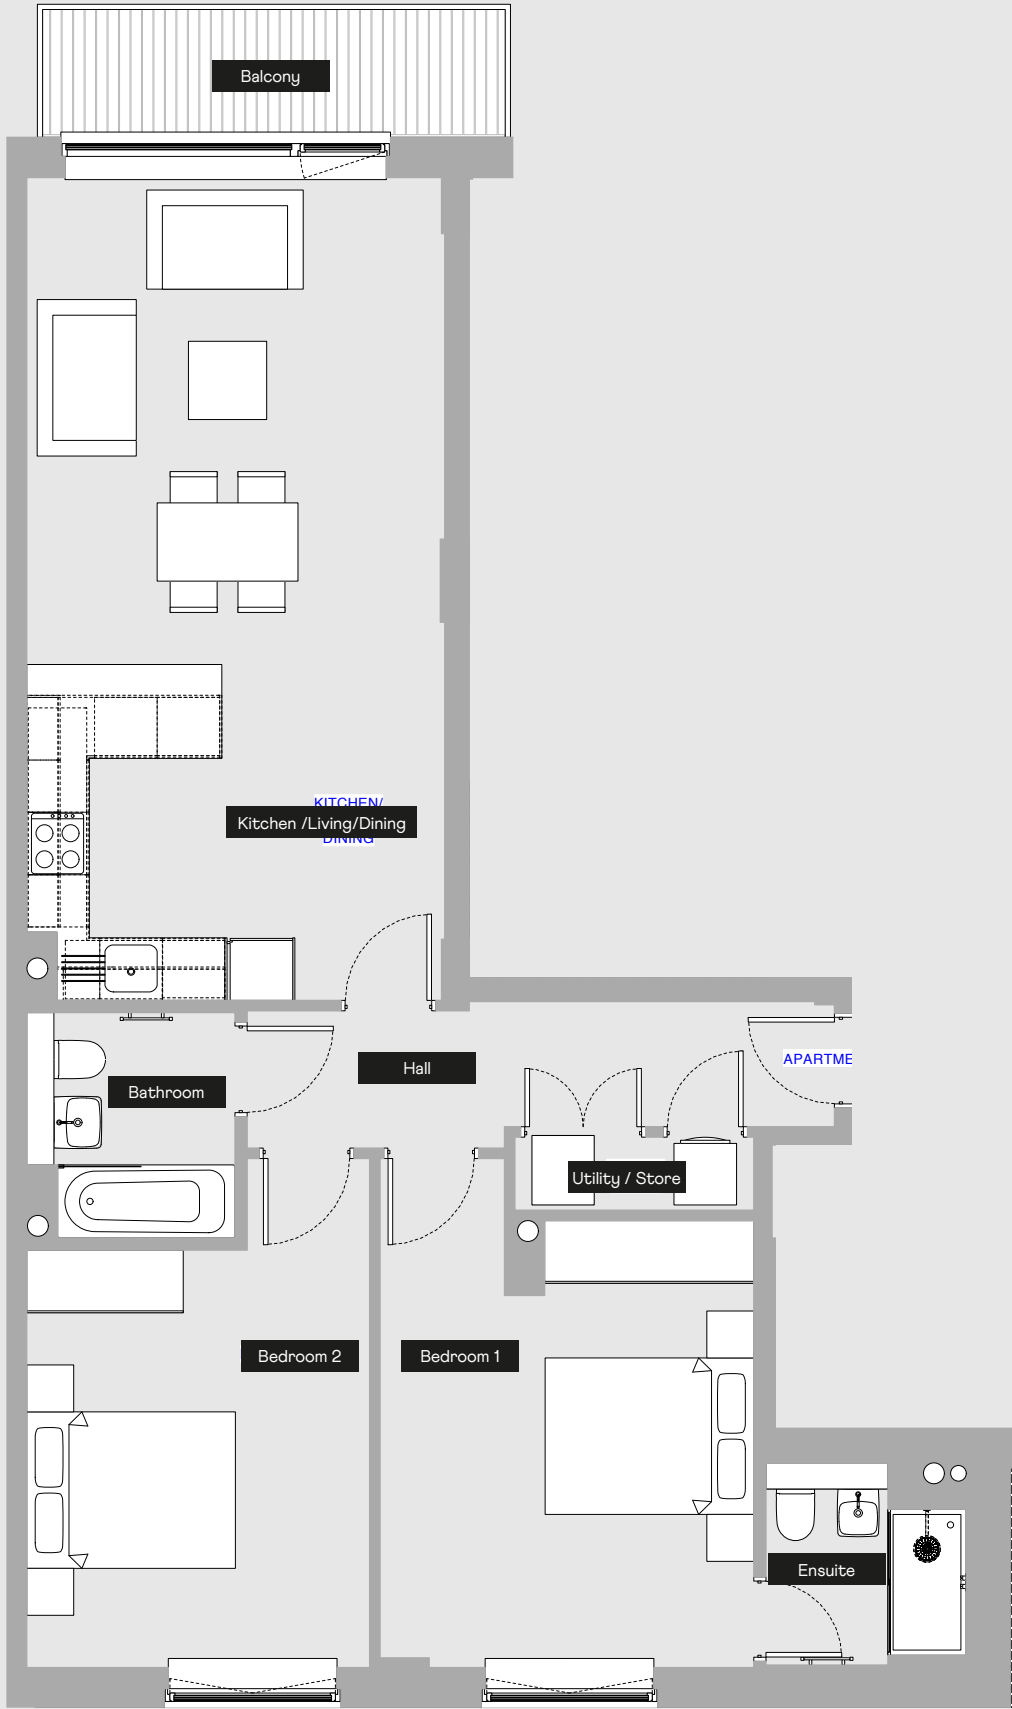 Balcony
KITCHEN/
Kitchen /Living/Dining
DINING
Hall
APARTME
Bathroom
Utility / Store
Bedroom 2
Bedroom 1
Ensuite